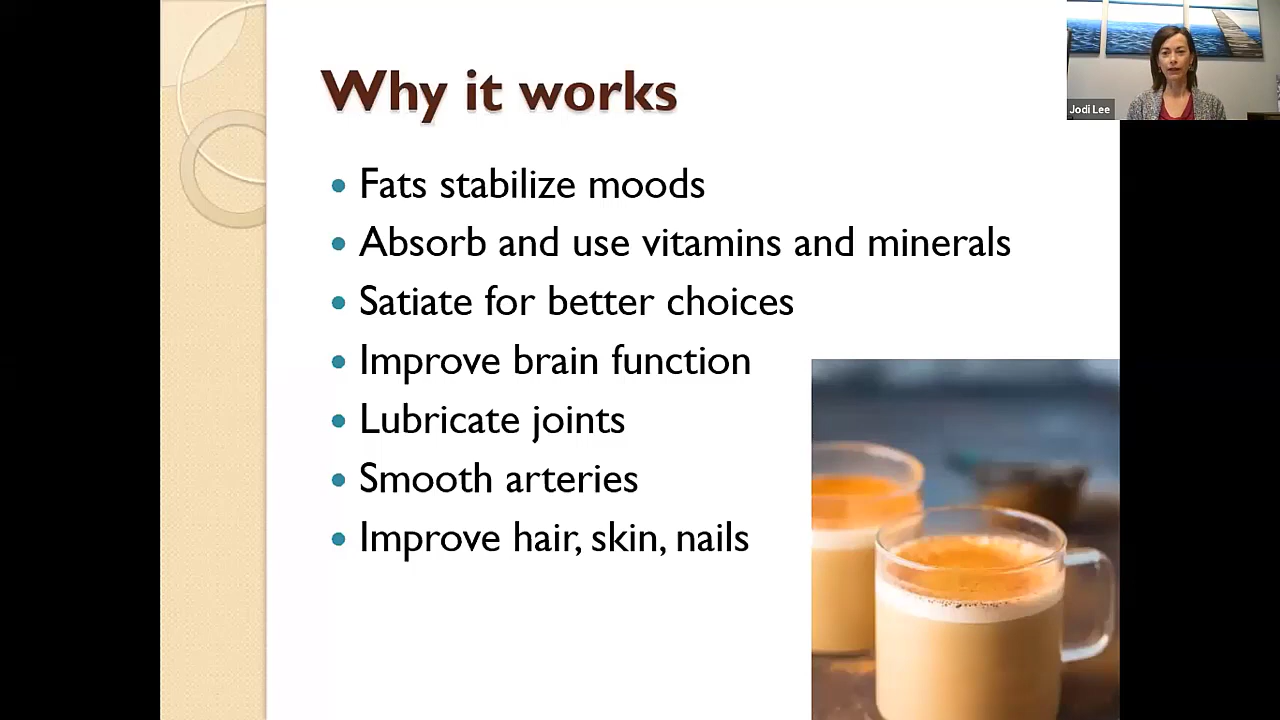 Why it works
Jodi Lee
Fats stabilize moods
Absorb and use vitamins and minerals
Satiate for better choices
Improve brain function
Lubricate joints
Smooth arteries
Improve hair, skin, nails